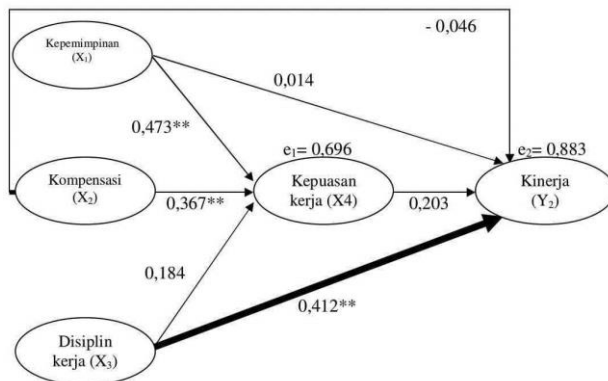 - 0,046
Kepemimpinan
(X₁)
0,014
0,473**
e₁= 0,696
e₂= 0,883
Kompensasi
(X₂)
0,367**
Kepuasan
kerja (X4)
0,203
Kinerja
(Y₂)
0,184
0,412**
Disiplin
kerja (X₃)